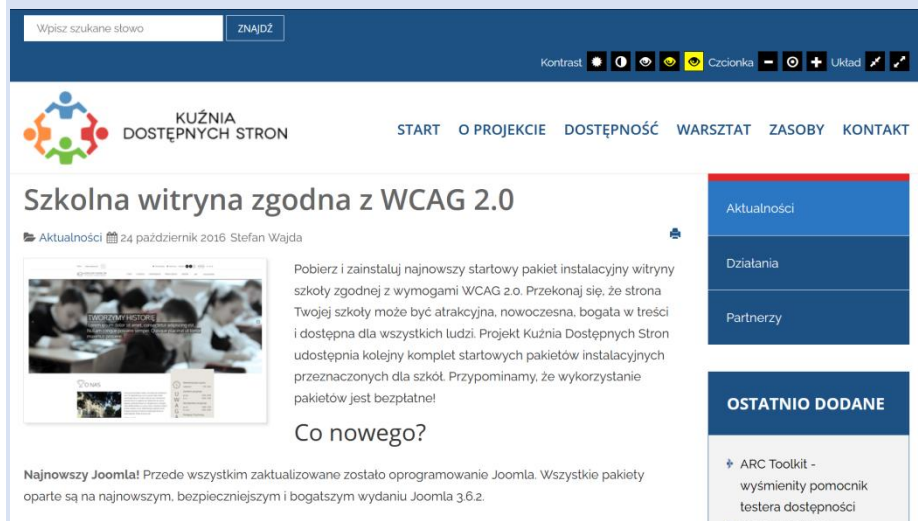 Wpisz szukane słowo
ZNAJDŹ
Kontrast
Czcionka
Układ
KUŹNIA
DOSTĘPNYCH STRON
START O PROJEKCIE DOSTĘPNOŚĆ WARSZTAT ZASOBY KONTAKT
Szkolna witryna zgodna z WCAG 2.0
Aktualności 24 październik 2016 Stefan Wajda
TWORZYMY HISTORIĘ
O NAS
Pobierz i zainstaluj najnowszy startowy pakiet instalacyjny witryny
szkoły zgodnej z wymogami WCAG 2.0. Przekonaj się, że strona
Twojej szkoły może być atrakcyjna, nowoczesna, bogata w treści
i dostępna dla wszystkich ludzi. Projekt Kuźnia Dostępnych Stron
udostępnia kolejny komplet startowych pakietów instalacyjnych
przeznaczonych dla szkół. Przypominamy, że wykorzystanie
pakietów jest bezpłatne!
Co nowego?
Najnowszy Joomla! Przede wszystkim zaktualizowane zostało oprogramowanie Joomla. Wszystkie pakiety
oparte są na najnowszym, bezpieczniejszym i bogatszym wydaniu Joomla 3.6.2.
Aktualności
Działania
Partnerzy
OSTATNIO DODANE
ARC Toolkit -
wyśmienity pomocnik
testera dostępności